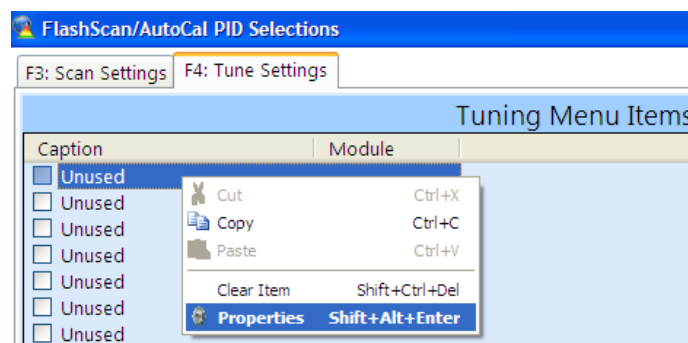 FlashScan/AutoCal PID Selections
F3: Scan Settings F4: Tune Settings
Tuning Menu Items
Caption Module
Unused
Unused
Unused
Unused
Unused
Unused
Unused
Cut Ctrl+X
Copy Ctrl+C
Paste Ctrl+V
Clear Item Shift+Ctrl+Del
Properties Shift+Alt+Enter